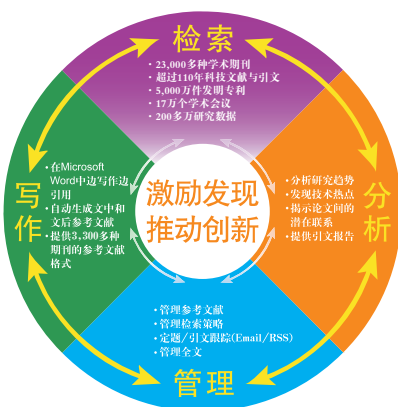 检索
· 23,000多种学术期刊
· 超过110年科技文献与引文
· 5,000万件发明专利
· 17万个学术会议
· 200多万研究数据
写作
· 在Microsoft
Word中边写作边
引用
· 自动生成文中和
文后参考文献
· 提供3,300多种
期刊的参考文献
格式
激励发现
推动创新
分析
· 分析研究趋势
· 发现技术热点
· 揭示论文间的
潜在联系
· 提供引文报告
· 管理参考文献
· 管理检索策略
· 定题/引文跟踪(Email/RSS)
· 管理全文
管理